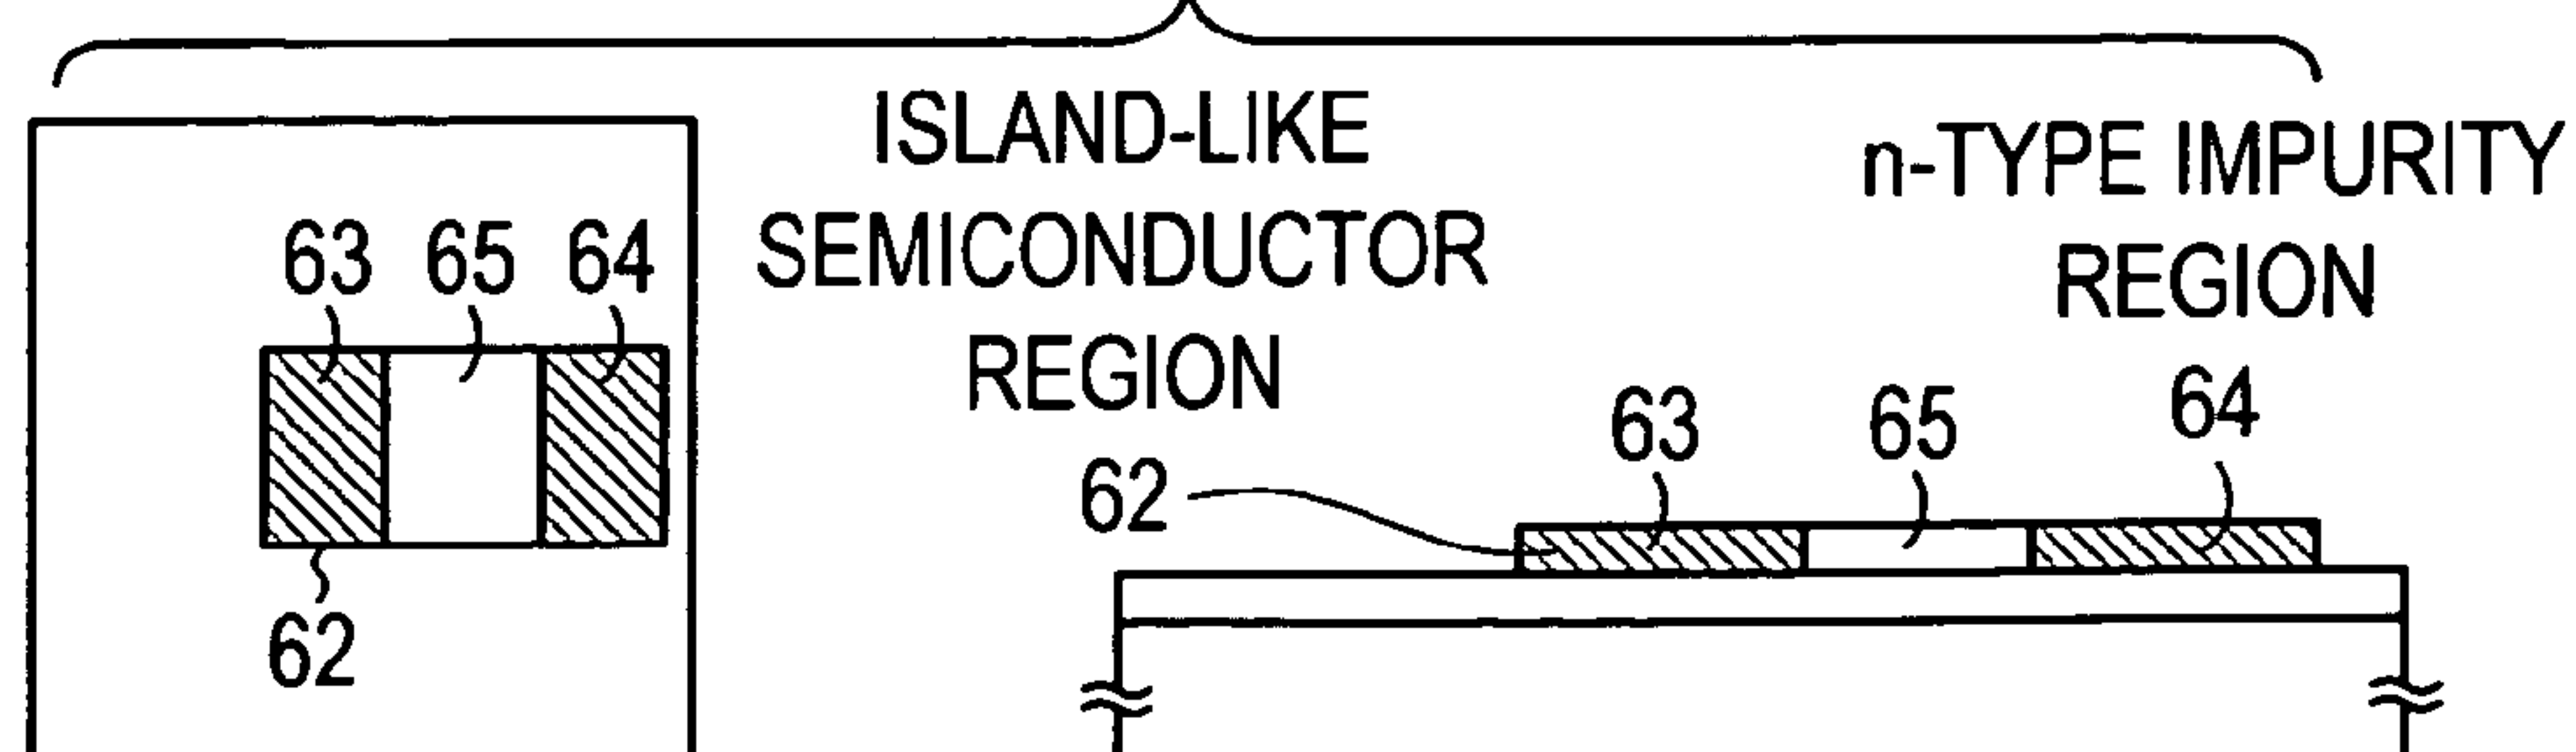 63 65 64
62
ISLAND-LIKE
SEMICONDUCTOR
REGION
62
63 65
n-TYPE IMPURITY
REGION
64